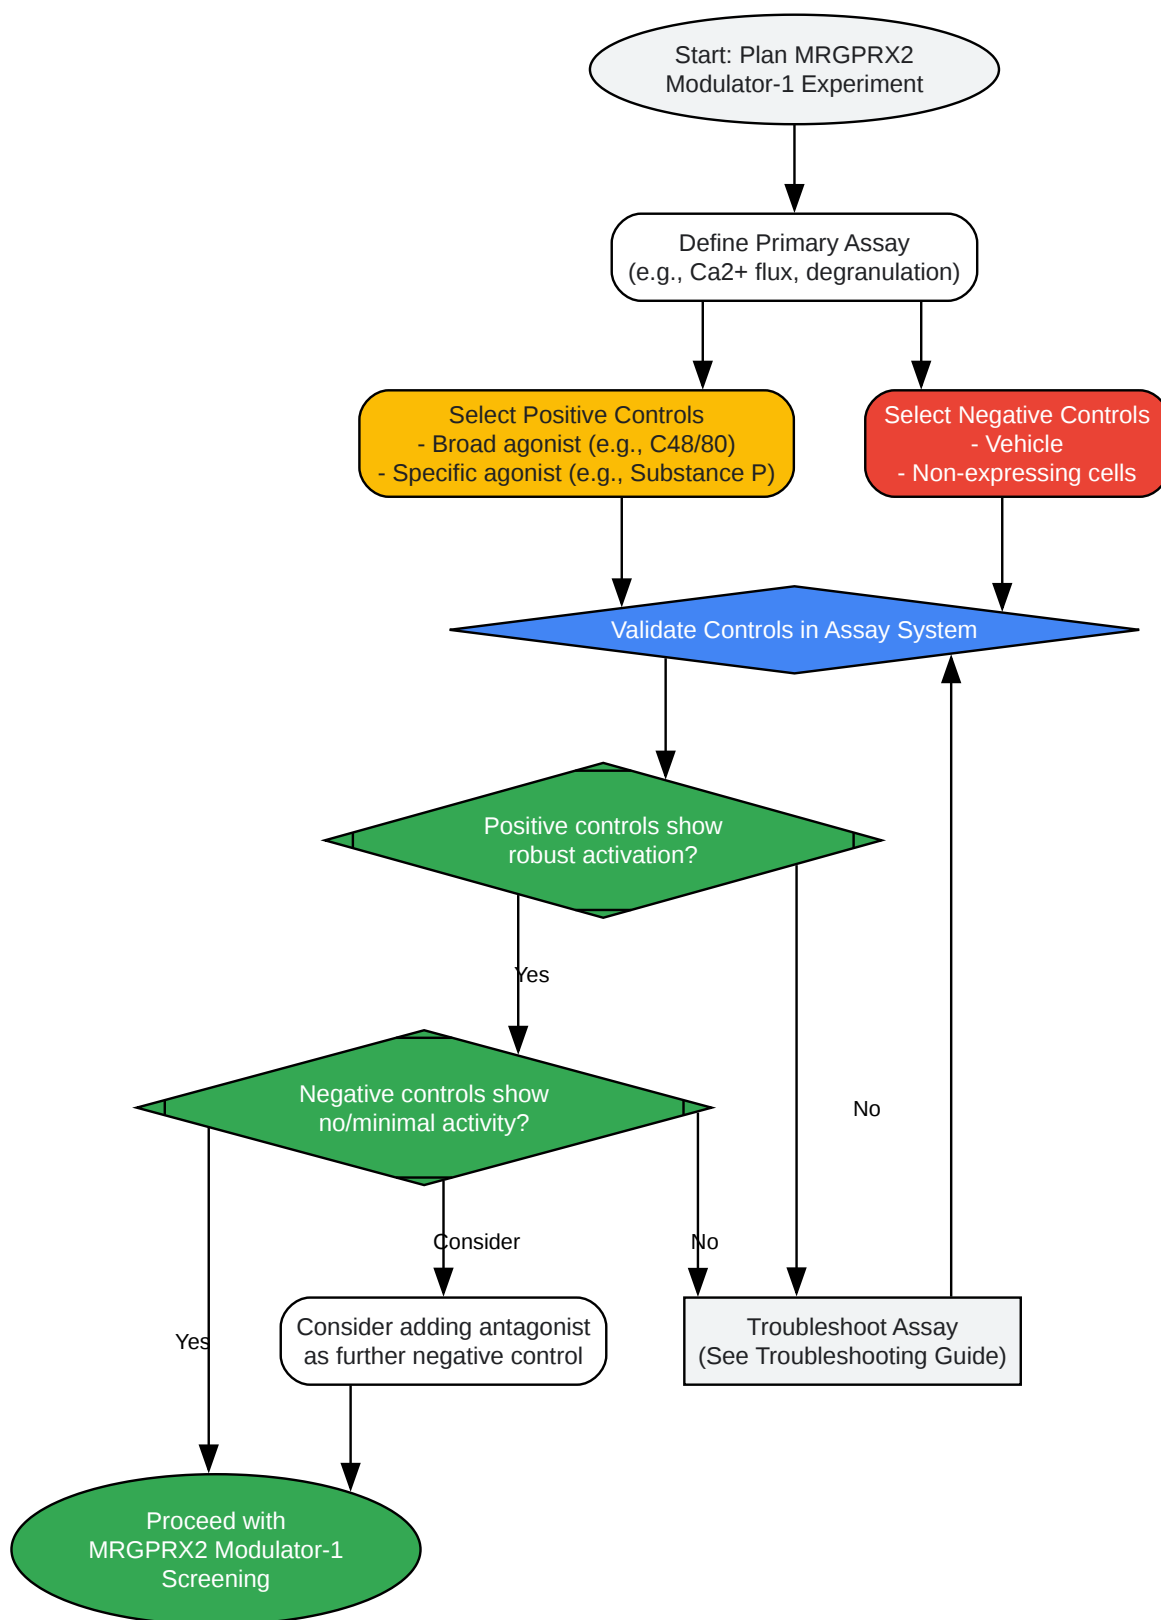 Start: Plan MRGPRX2
Modulator-1 Experiment
Define Primary Assay
(e.g., Ca2+ flux, degranulation)
Select Positive Controls
- Broad agonist (e.g., C48/80)
- Specific agonist (e.g., Substance P)
Select Negative Controls
- Vehicle
- Non-expressing cells
Validate Controls in Assay System
Positive controls show
robust activation?
Yes
No
Negative controls show
no/minimal activity?
Consider
No
Yes
Consider adding antagonist
as further negative control
Troubleshoot Assay
(See Troubleshooting Guide)
Proceed with
MRGPRX2 Modulator-1
Screening